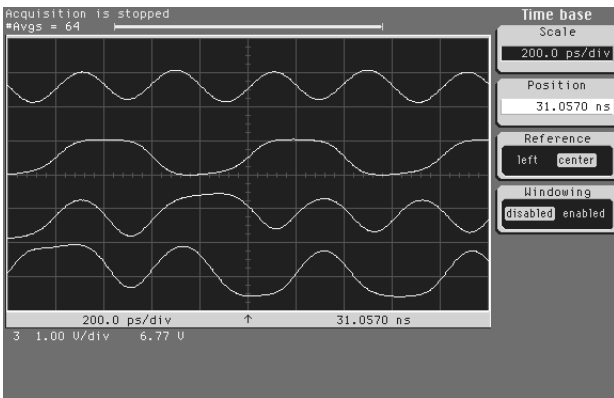 Acquisition is stopped
#Avgs = 64
Time base
Scale
200.0 ps/div
Position
31.0570 ns
Reference
left center
Windowing
disabled enabled
200.0 ps/div ↑ 31.0570 ns
3 1.00 V/div 6.77 V